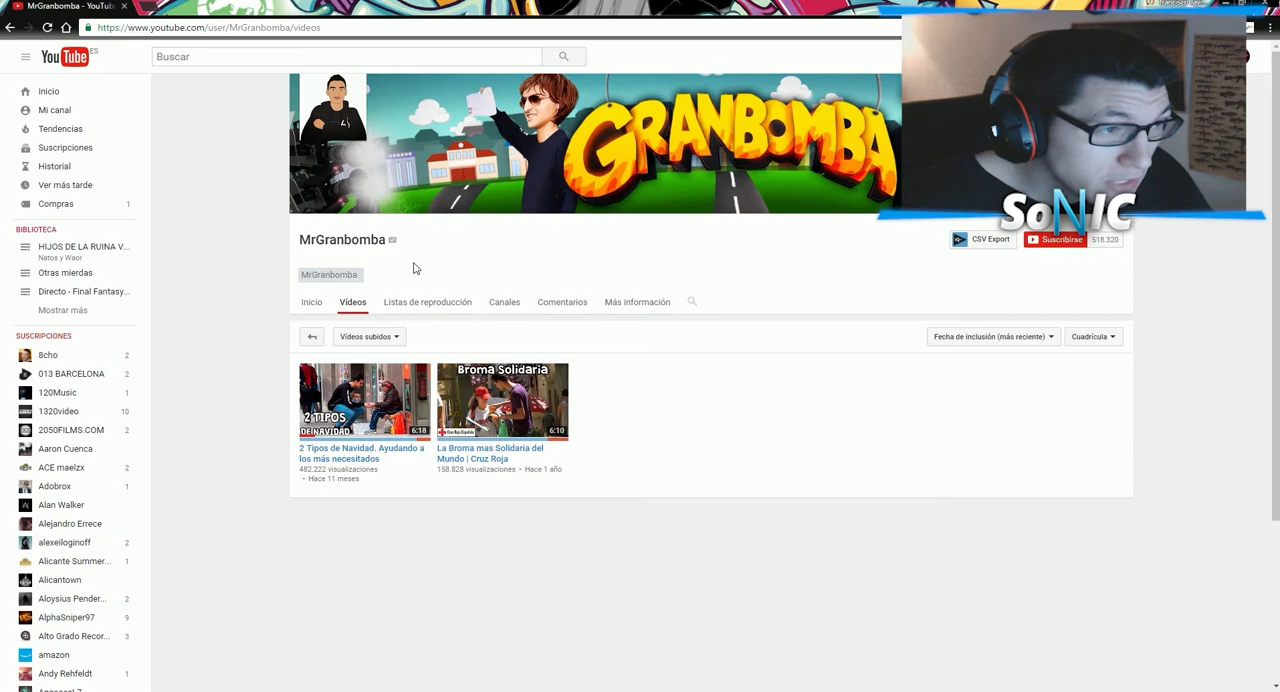 MrGranbomba - YouTub
https://www.youtube.com/user/MrGranbomba/videos
YouTube ES
Buscar
Inicio
Mi canal
Tendencias
Suscripciones
Historial
Ver más tarde
Compras 1
BIBLIOTECA
HIJOS DE LA RUINA V...
Natos y Waor
Otras mierdas
Directo - Final Fantasy...
Mostrar más
SUSCRIPCIONES
8cho 2
013 BARCELONA 2
120Music 1
1320video 10
2050FILMS.COM 2
Aaron Cuenca
ACE maelzx 2
Adobrox 1
Alan Walker
Alejandro Errece
alexeiloginoff 2
Alicante Summer... 1
Alicantown
Aloysius Pender... 2
AlphaSniper97 9
Alto Grado Recor... 3
amazon
Andy Rehfeldt 1
GRANBOMBA
SoNIC
MrGranbomba
CSV Export
Suscribirse 518.320
MrGranbomba
Inicio Vídeos Listas de reproducción Canales Comentarios Más información
Vídeos subidos
Fecha de inclusión (más reciente) Cuadrícula
2 TIPOS
DE NAVIDAD
6:18
2 Tipos de Navidad. Ayudando a
los más necesitados
482.222 visualizaciones
• Hace 11 meses
Broma Solidaria
Cruz Roja Española
6:10
La Broma mas Solidaria del
Mundo | Cruz Roja
158.828 visualizaciones • Hace 1 año